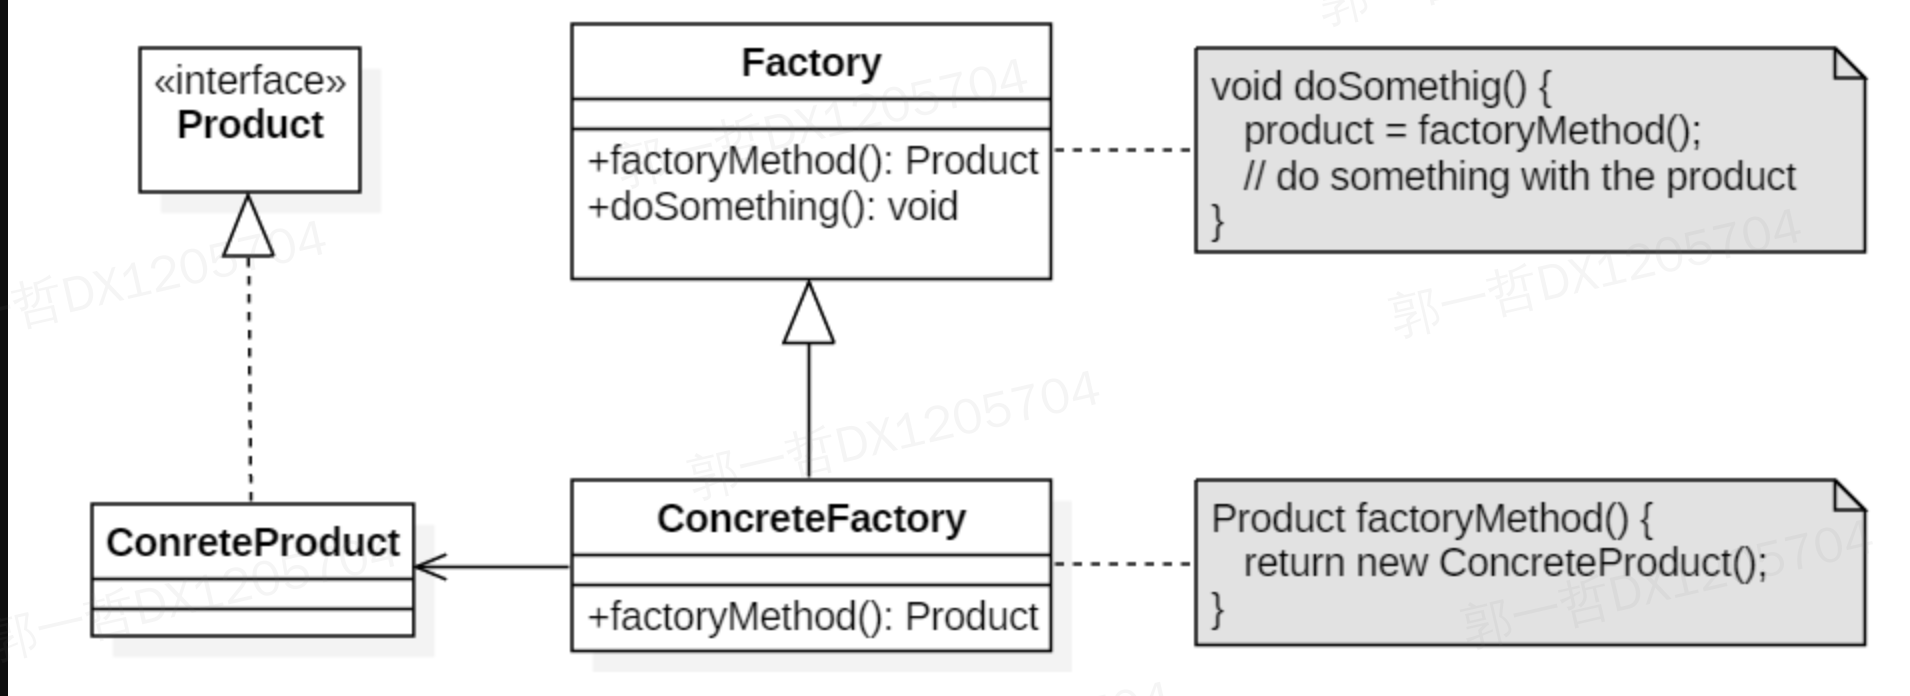 «interface»
Product
Factory
+factoryMethod(): Product
+doSomething(): void
void doSomethig() {
product = factoryMethod();
// do something with the product
}
ConreteProduct
ConcreteFactory
+factoryMethod(): Product
Product factoryMethod() {
return new ConcreteProduct();
}
郭一哲DX1205704
郭
一哲DX1205704
郭一哲DX1205704
郭一哲DX1205704
郭一哲DX1205704
郭一哲DX1205704
704